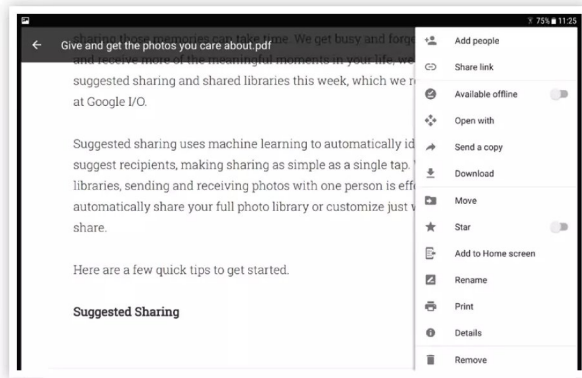 75% 11:25
Give and get the photos you care about.pdf
sharing those memories can take time. We get busy and forge
and receive more of the meaningful moments in your life, we
suggested sharing and shared libraries this week, which we r
at Google I/O.
Suggested sharing uses machine learning to automatically id
suggest recipients, making sharing as simple as a single tap.
libraries, sending and receiving photos with one person is eff
automatically share your full photo library or customize just w
share.
Here are a few quick tips to get started.
Suggested Sharing
Add people
Share link
Available offline
Open with
Send a copy
Download
Move
Star
Add to Home screen
Rename
Print
Details
Remove